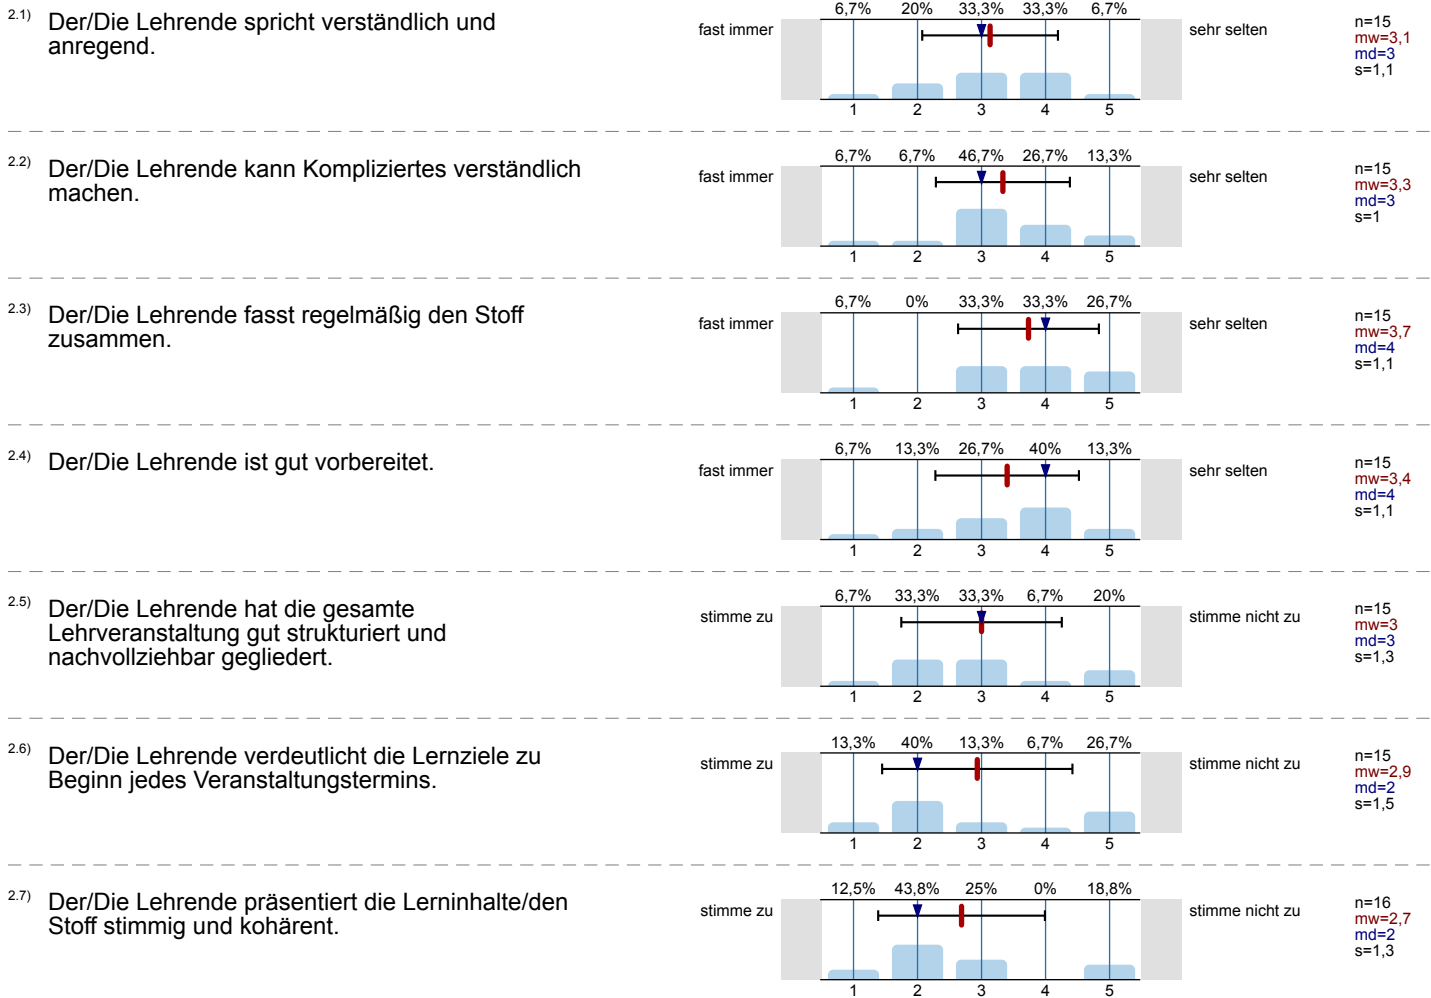 2.1) Der/Die Lehrende spricht verständlich und
anregend.
fast immer
6,7% 20% 33,3% 33,3% 6,7%
1 2 3 4 5
sehr selten
n=15
mw=3,1
md=3
s=1,1
2.2) Der/Die Lehrende kann Kompliziertes verständlich
machen.
fast immer
6,7% 6,7% 46,7% 26,7% 13,3%
1 2 3 4 5
sehr selten
n=15
mw=3,3
md=3
s=1
2.3) Der/Die Lehrende fasst regelmäßig den Stoff
zusammen.
fast immer
6,7% 0% 33,3% 33,3% 26,7%
1 2 3 4 5
sehr selten
n=15
mw=3,7
md=4
s=1,1
2.4) Der/Die Lehrende ist gut vorbereitet.
fast immer
6,7% 13,3% 26,7% 40% 13,3%
1 2 3 4 5
sehr selten
n=15
mw=3,4
md=4
s=1,1
2.5) Der/Die Lehrende hat die gesamte
Lehrveranstaltung gut strukturiert und
nachvollziehbar gegliedert.
stimme zu
6,7% 33,3% 33,3% 6,7% 20%
1 2 3 4 5
stimme nicht zu
n=15
mw=3
md=3
s=1,3
2.6) Der/Die Lehrende verdeutlicht die Lernziele zu
Beginn jedes Veranstaltungstermins.
stimme zu
13,3% 40% 13,3% 6,7% 26,7%
1 2 3 4 5
stimme nicht zu
n=15
mw=2,9
md=2
s=1,5
2.7) Der/Die Lehrende präsentiert die Lerninhalte/den
Stoff stimmig und kohärent.
stimme zu
12,5% 43,8% 25% 0% 18,8%
1 2 3 4 5
stimme nicht zu
n=16
mw=2,7
md=2
s=1,3